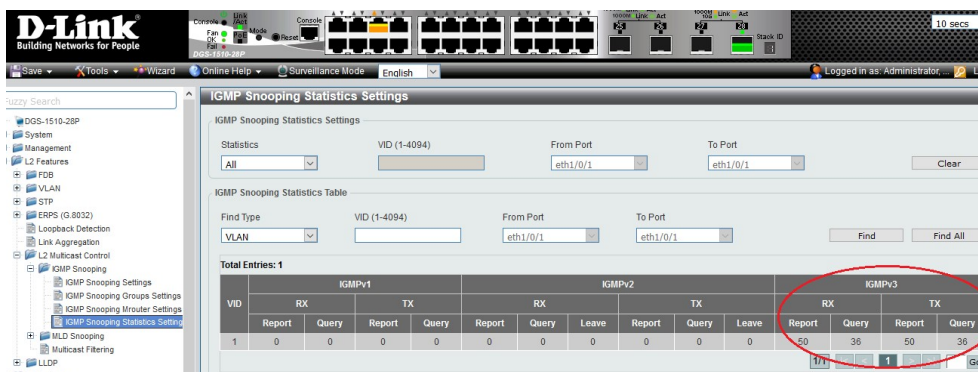 D-Link
Building Networks for People
Console
Link
/Act
Fan
OK
Fail
PoE
Mode
Reset
Console
DGS-1510-28P
1000M Link Act
25 26 27 28
Stack ID
10 secs
Save Tools Wizard Online Help Surveillance Mode English Logged in as: Administrator, ...
Fuzzy Search
DGS-1510-28P
System
Management
L2 Features
FDB
VLAN
STP
ERPS (G.8032)
Loopback Detection
Link Aggregation
L2 Multicast Control
IGMP Snooping
IGMP Snooping Settings
IGMP Snooping Groups Settings
IGMP Snooping Mrouter Settings
IGMP Snooping Statistics Setting
MLD Snooping
Multicast Filtering
LLDP
IGMP Snooping Statistics Settings
IGMP Snooping Statistics Settings
Statistics VID (1-4094) From Port To Port
All eth1/0/1 eth1/0/1 Clear
IGMP Snooping Statistics Table
Find Type VID (1-4094) From Port To Port
VLAN eth1/0/1 eth1/0/1 Find Find All
Total Entries: 1
IGMPv1 IGMPv2 IGMPv3
VID RX TX RX TX RX TX
Report Query Report Query Report Query Leave Report Query Leave Report Query Report Query
1 0 0 0 0 0 0 0 0 0 0 50 36 50 36
1/1 1 Go